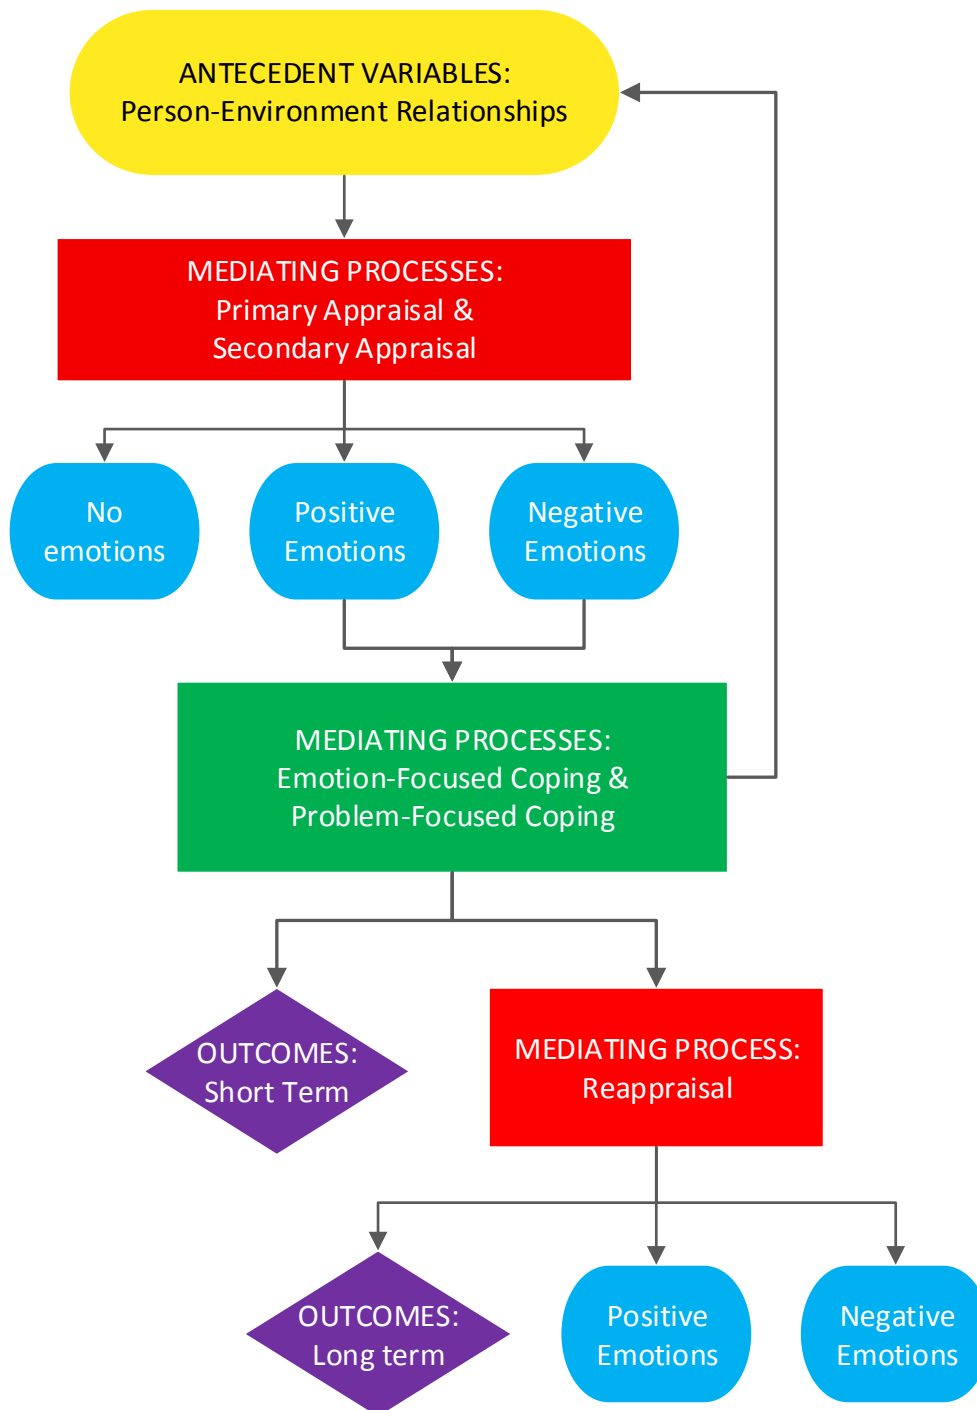 ANTECEDENT VARIABLES:
Person-Environment Relationships
MEDIATING PROCESSES:
Primary Appraisal &
Secondary Appraisal
No
emotions
Positive
Emotions
Negative
Emotions
MEDIATING PROCESSES:
Emotion-Focused Coping &
Problem-Focused Coping
OUTCOMES:
Short Term
MEDIATING PROCESS:
Reappraisal
OUTCOMES:
Long term
Positive
Emotions
Negative
Emotions